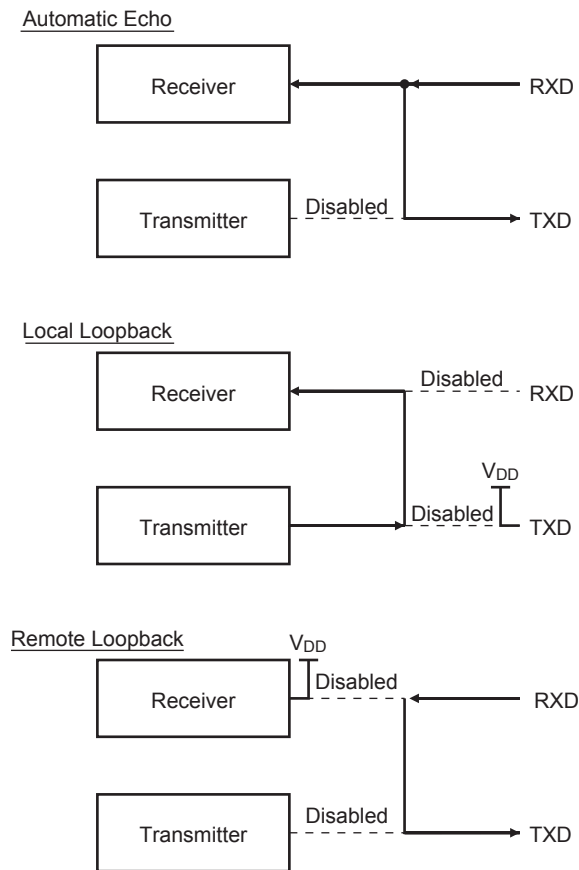 Automatic Echo
Receiver
RXD
Transmitter
Disabled
TXD
Local Loopback
Receiver
Disabled
RXD
VDD
Transmitter
Disabled
TXD
Remote Loopback
VDD
Receiver
Disabled
RXD
Transmitter
Disabled
TXD